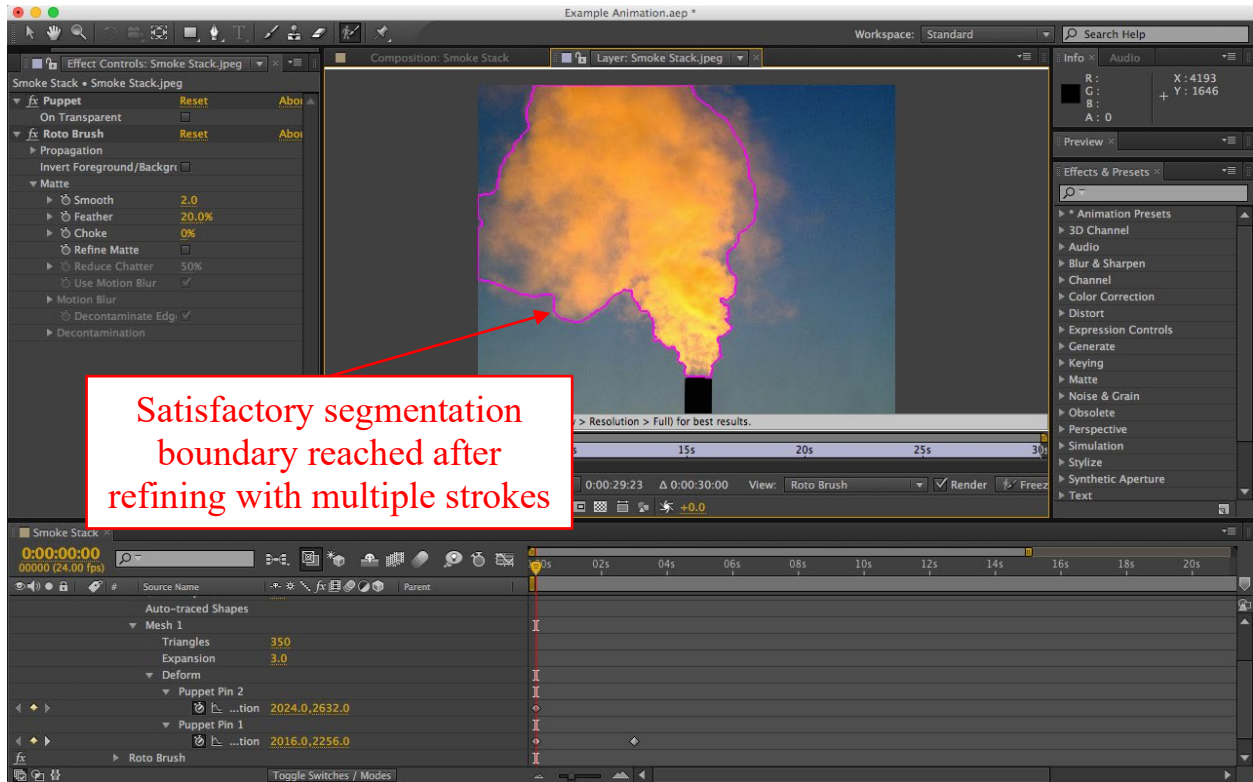 Example Animation.aep *
Workspace: Standard
Search Help
Effect Controls: Smoke Stack.jpeg
Smoke Stack • Smoke Stack.jpeg
fx Puppet Reset Abou
On Transparent
fx Roto Brush Reset Abou
Propagation
Invert Foreground/Backgr
Matte
Smooth 2.0
Feather 20.0%
Choke 0%
Refine Matte
Reduce Chatter 50%
Use Motion Blur
Motion Blur
Decontaminate Edg
Decontamination
Composition: Smoke Stack
Layer: Smoke Stack.jpeg
Satisfactory segmentation
boundary reached after
refining with multiple strokes
> Resolution > Full) for best results.
15s 20s 25s 30s
0:00:29:23 Δ 0:00:30:00 View: Roto Brush Render Freez
+0.0
Info Audio
R : X : 4193
G : + Y : 1646
B :
A : 0
Preview
Effects & Presets
* Animation Presets
3D Channel
Audio
Blur & Sharpen
Channel
Color Correction
Distort
Expression Controls
Generate
Keying
Matte
Noise & Grain
Obsolete
Perspective
Simulation
Stylize
Synthetic Aperture
Text
Smoke Stack
0:00:00:00
00000 (24.00 fps)
02s 04s 06s 08s 10s 12s 14s 16s 18s 20s
# Source Name Parent
Auto-traced Shapes
Mesh 1
Triangles 350
Expansion 3.0
Deform
Puppet Pin 2
...tion 2024.0,2632.0
Puppet Pin 1
...tion 2016.0,2256.0
fx Roto Brush
Toggle Switches / Modes